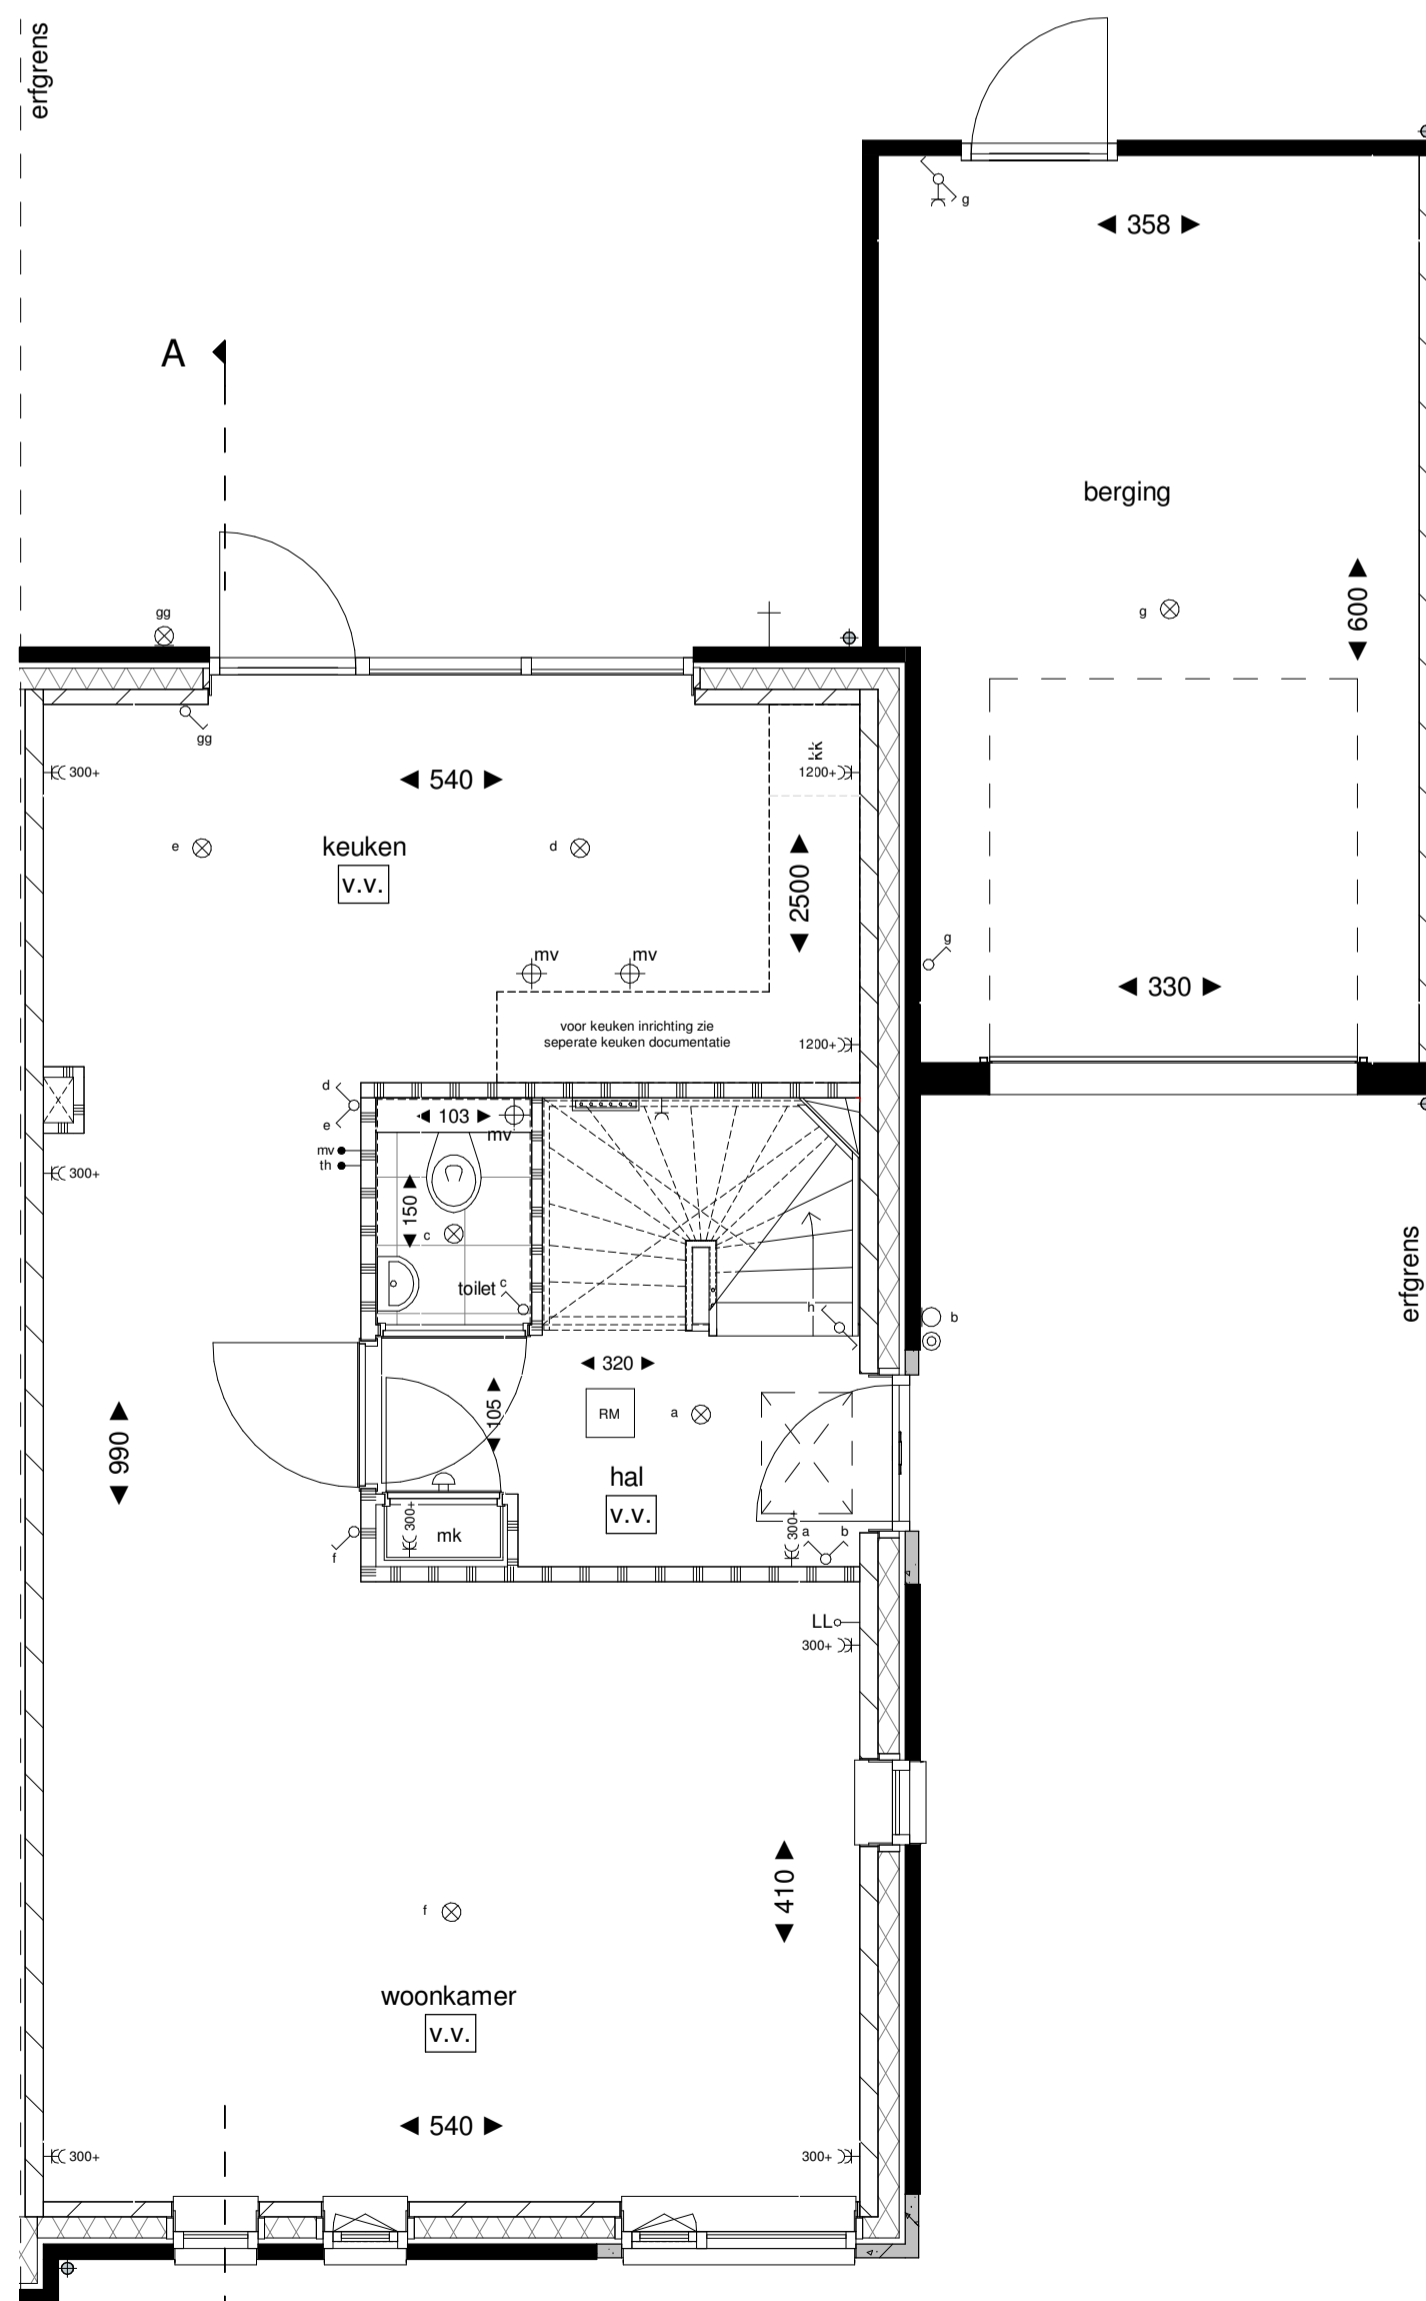 erfgrens
g
358
A
berging
g
600
gg
gg
300+
540
kk
1200+
e
keuken
d
v.v.
2500
g
mv
mv
330
voor keuken inrichting zie
seperate keuken documentatie
1200+
d
e
103
mv
mv
th
300+
150
c
toilet
c
h
b
erfgrens
320
105
RM
a
990
hal
v.v.
300+
mk
300+
a
b
f
LL
300+
410
f
woonkamer
v.v.
540
300+
300+